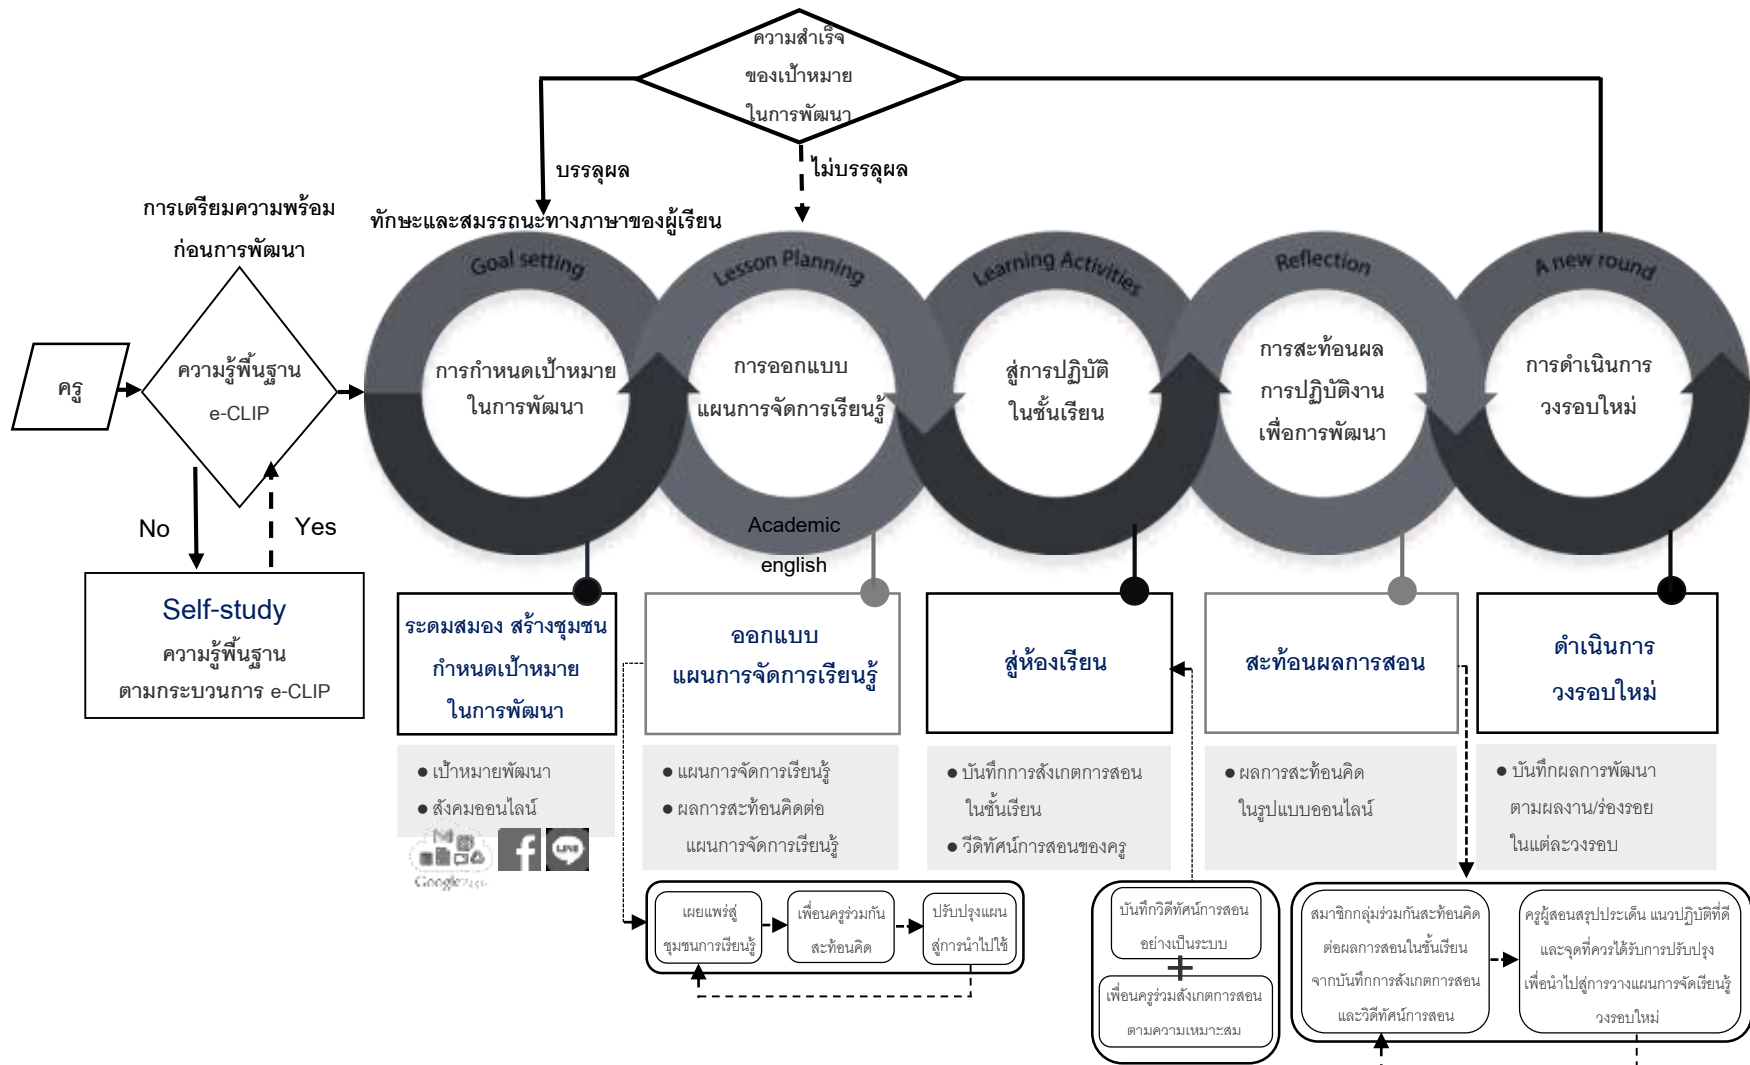 ความสำเร็จ
ของเป้าหมาย
ในการพัฒนา
บรรลุผล
ไม่บรรลุผล
การเตรียมความพร้อม
ก่อนการพัฒนา
ทักษะและสมรรถนะทางภาษาของผู้เรียน
ครู
ความรู้พื้นฐาน
e-CLIP
No
Yes
Self-study
ความรู้พื้นฐาน
ตามกระบวนการ e-CLIP
Goal setting
การกำหนดเป้าหมาย
ในการพัฒนา
Lesson Planning
การออกแบบ
แผนการจัดการเรียนรู้
Academic
english
Learning Activities
สู่การปฏิบัติ
ในชั้นเรียน
Reflection
การสะท้อนผล
การปฏิบัติงาน
เพื่อการพัฒนา
A new round
การดำเนินการ
วงรอบใหม่
ระดมสมอง สร้างชุมชน
กำหนดเป้าหมาย
ในการพัฒนา
ออกแบบ
แผนการจัดการเรียนรู้
สู่ห้องเรียน
สะท้อนผลการสอน
ดำเนินการ
วงรอบใหม่
● เป้าหมายพัฒนา
● สังคมออนไลน์
Google
LINE
● แผนการจัดการเรียนรู้
● ผลการสะท้อนคิดต่อ
แผนการจัดการเรียนรู้
● บันทึกการสังเกตการสอน
ในชั้นเรียน
● วีดิทัศน์การสอนของครู
● ผลการสะท้อนคิด
ในรูปแบบออนไลน์
● บันทึกผลการพัฒนา
ตามผลงาน/ร่องรอย
ในแต่ละวงรอบ
เผยแพร่สู่
ชุมชนการเรียนรู้
เพื่อนครูร่วมกัน
สะท้อนคิด
ปรับปรุงแผน
สู่การนำไปใช้
บันทึกวิดีทัศน์การสอน
อย่างเป็นระบบ
+
เพื่อนครูร่วมสังเกตการสอน
ตามความเหมาะสม
สมาชิกกลุ่มร่วมกันสะท้อนคิด
ต่อผลการสอนในชั้นเรียน
จากบันทึกการสังเกตการสอน
และวิดีทัศน์การสอน
ครูผู้สอนสรุปประเด็น แนวปฏิบัติที่ดี
และจุดที่ควรได้รับการปรับปรุง
เพื่อนำไปสู่การวางแผนการจัดเรียนรู้
วงรอบใหม่